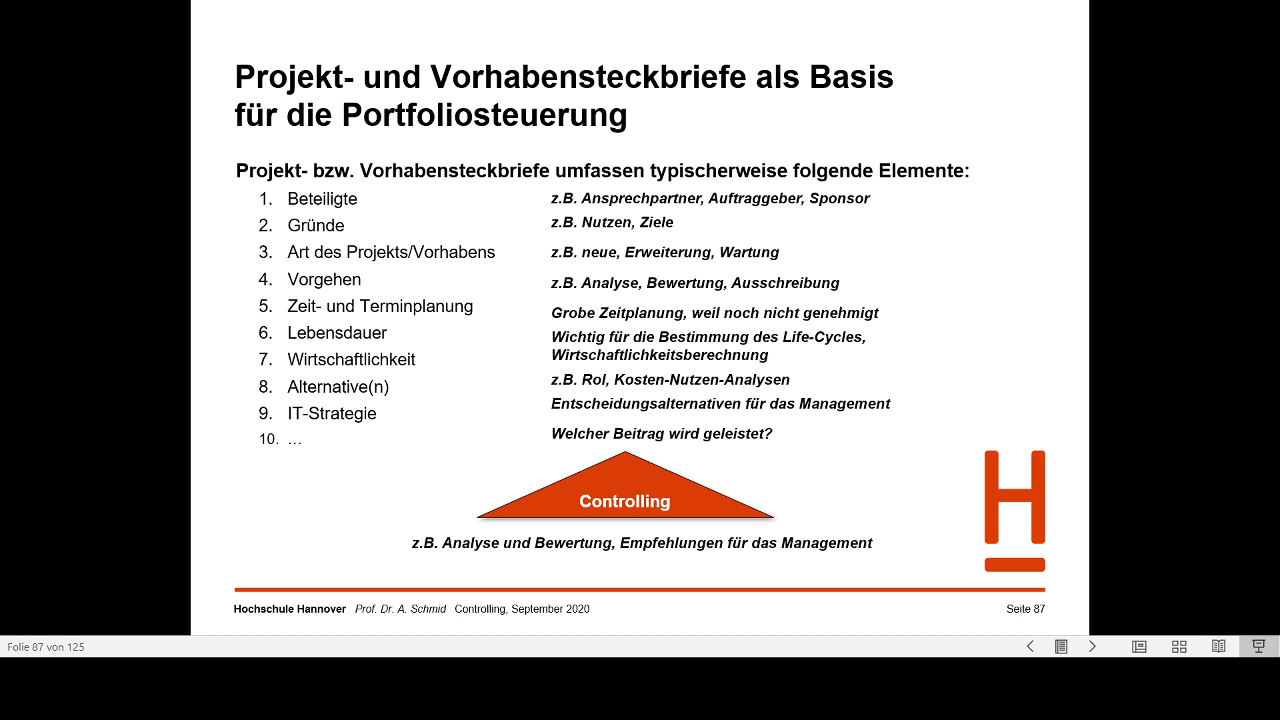 Projekt- und Vorhabensteckbriefe als Basis
für die Portfoliosteuerung
Projekt- bzw. Vorhabensteckbriefe umfassen typischerweise folgende Elemente:
1. Beteiligte
z.B. Ansprechpartner, Auftraggeber, Sponsor
2. Gründe
z.B. Nutzen, Ziele
3. Art des Projekts/Vorhabens
z.B. neue, Erweiterung, Wartung
4. Vorgehen
z.B. Analyse, Bewertung, Ausschreibung
5. Zeit- und Terminplanung
Grobe Zeitplanung, weil noch nicht genehmigt
6. Lebensdauer
Wichtig für die Bestimmung des Life-Cycles,
Wirtschaftlichkeitsberechnung
7. Wirtschaftlichkeit
z.B. RoI, Kosten-Nutzen-Analysen
8. Alternative(n)
Entscheidungsalternativen für das Management
9. IT-Strategie
Welcher Beitrag wird geleistet?
10. …
Controlling
z.B. Analyse und Bewertung, Empfehlungen für das Management
H
Hochschule Hannover Prof. Dr. A. Schmid Controlling, September 2020 Seite 87
Folie 87 von 125